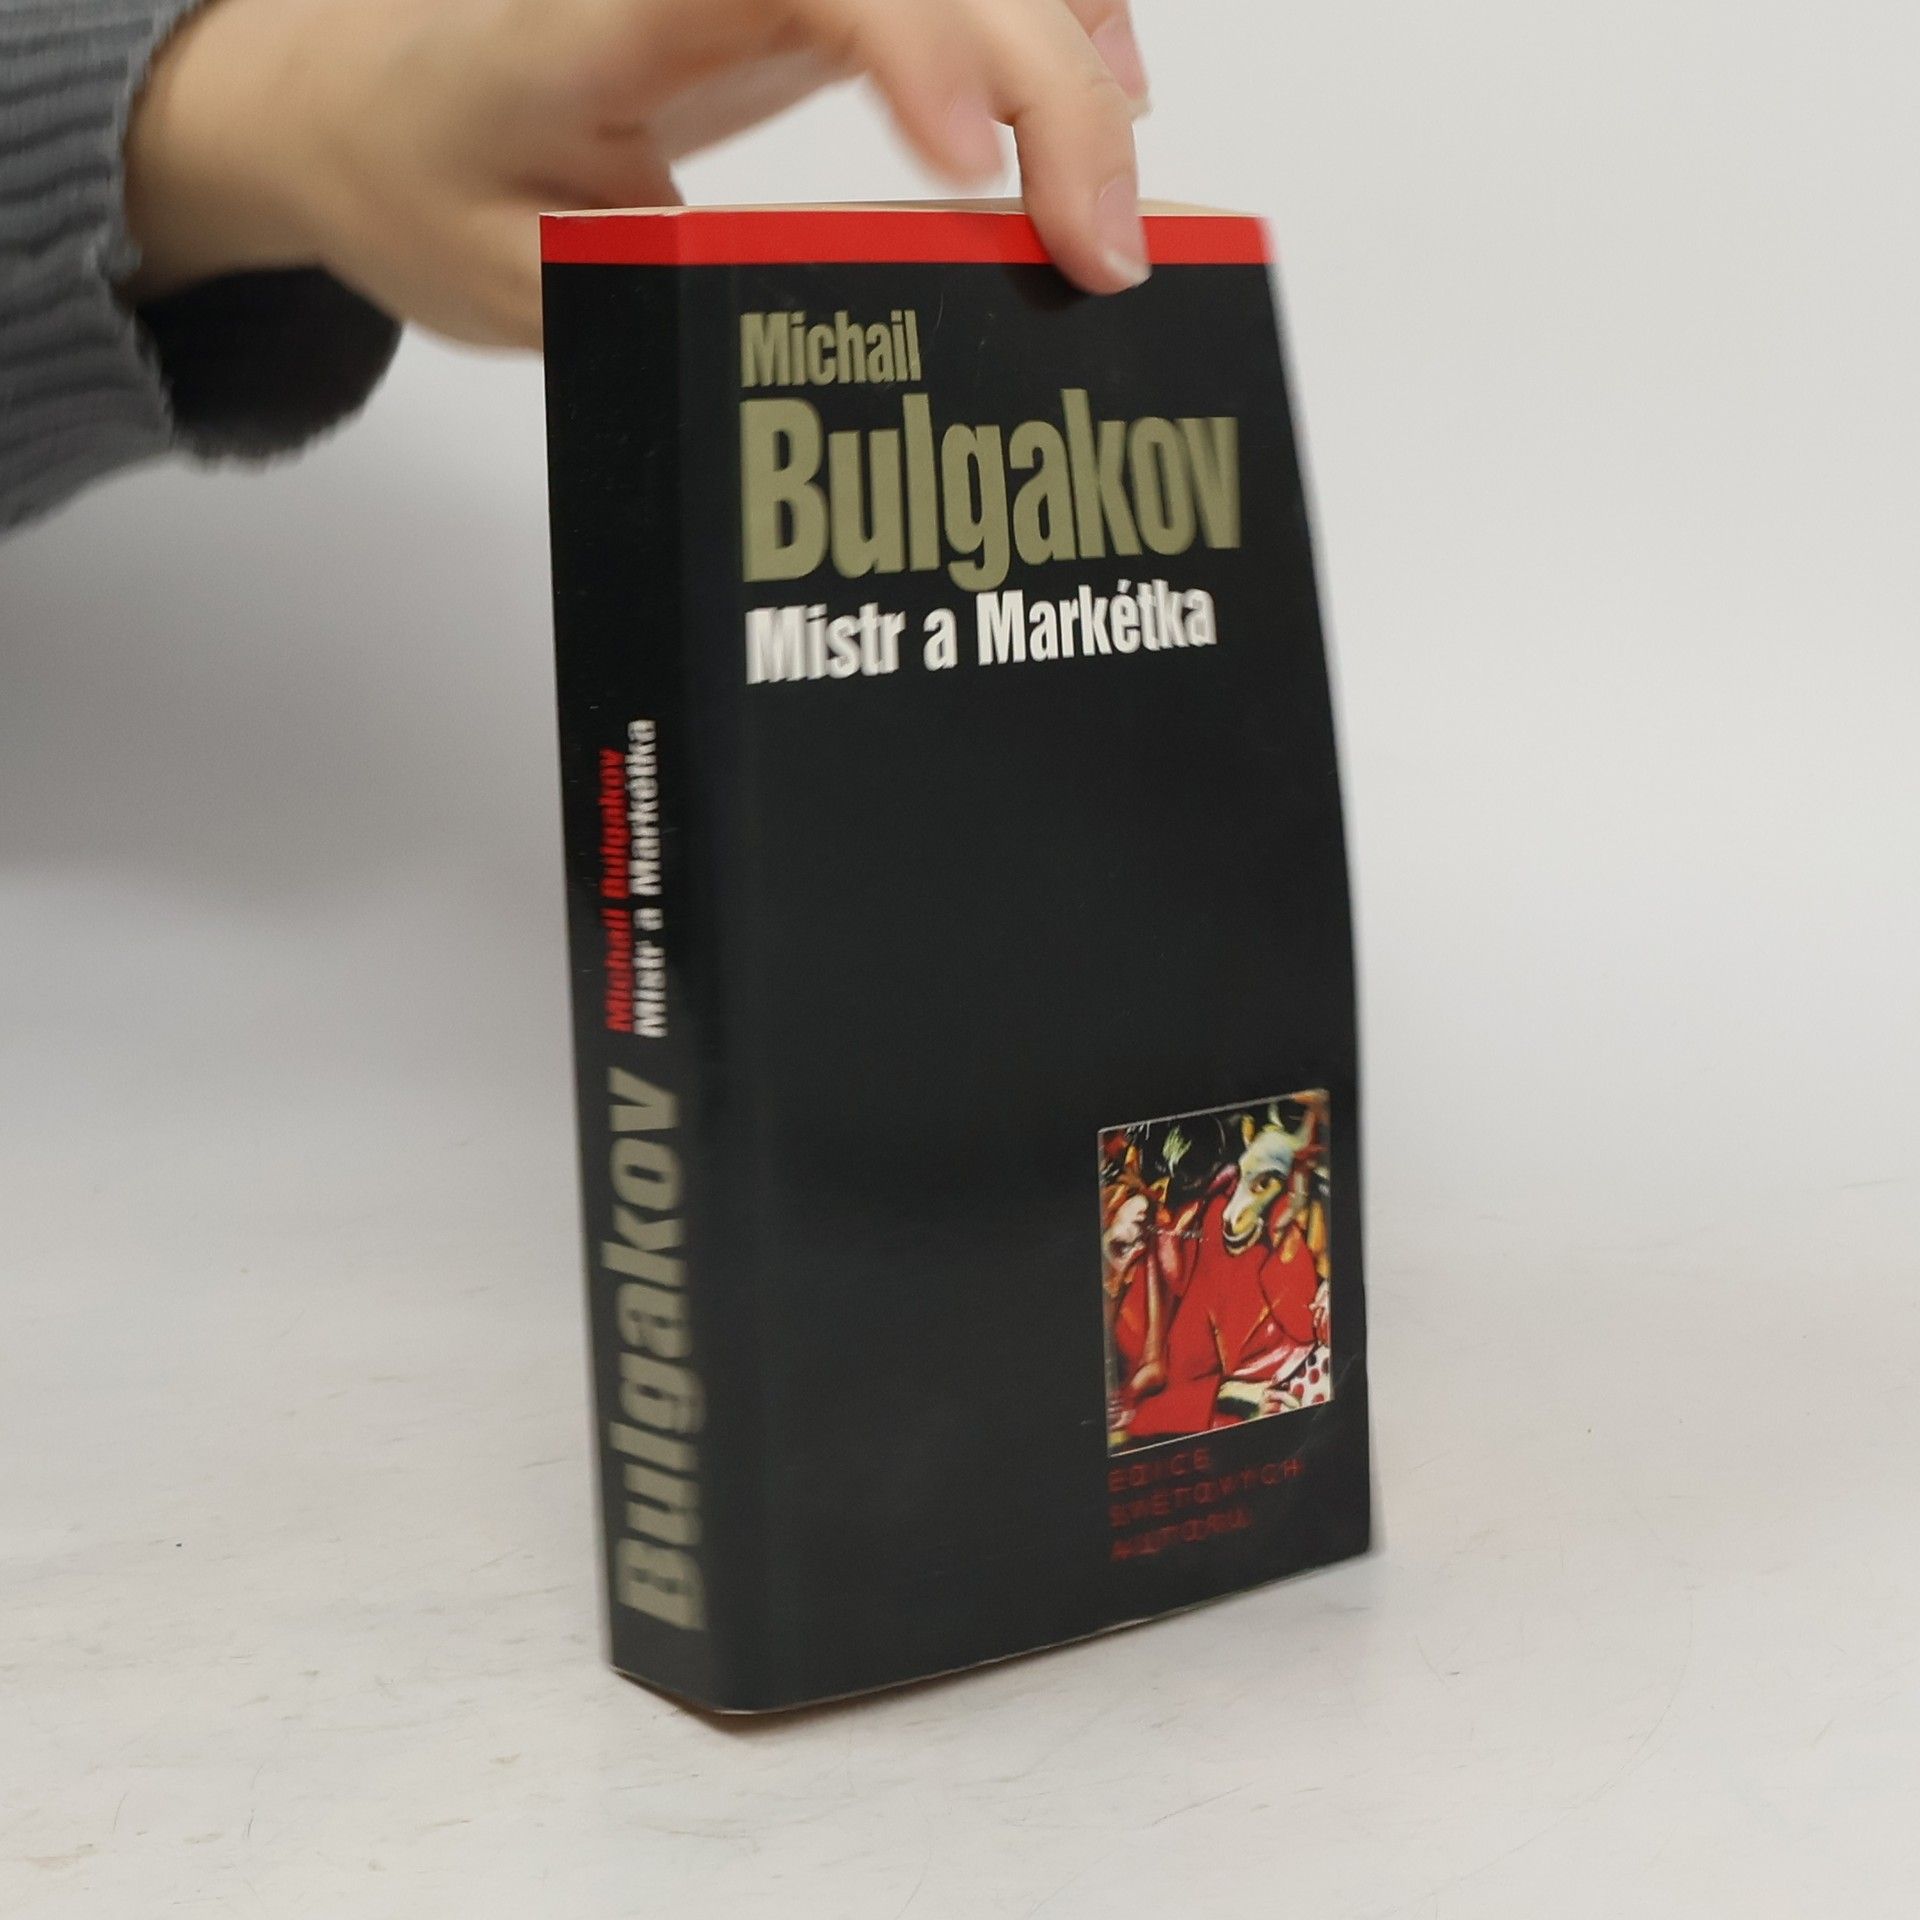 Michail
Bulgakov
Mistr a Markétka
Michail Bulgakov
Mistr a Markétka
Bulgakov
EDICE
SVĚTOVÝCH
AUTORŮ